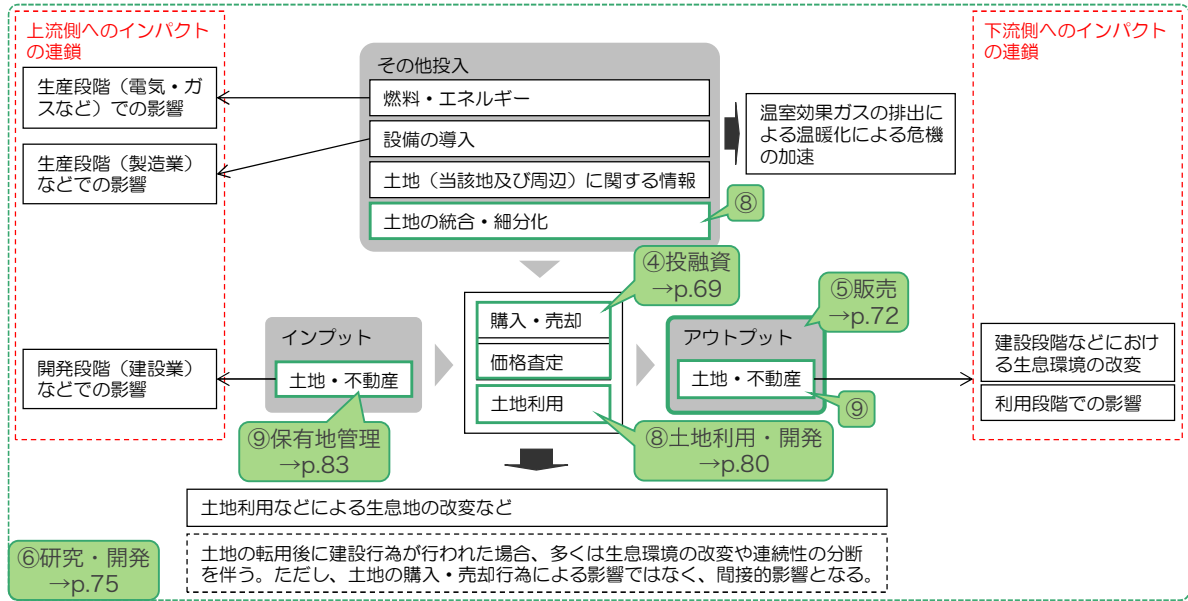 上流側へのインパクト
の連鎖
生産段階（電気・ガ
スなど）での影響
生産段階（製造業）
などでの影響
開発段階（建設業）
などでの影響
その他投入
燃料・エネルギー
設備の導入
土地（当該地及び周辺）に関する情報
土地の統合・細分化
⑧
温室効果ガスの排出に
よる温暖化による危機
の加速
下流側へのインパクト
の連鎖
建設段階などにおけ
る生息環境の改変
利用段階での影響
④投融資
→p.69
⑤販売
→p.72
インプット
土地・不動産
⑨保有地管理
→p.83
購入・売却
価格査定
土地利用
⑧土地利用・開発
→p.80
アウトプット
土地・不動産
⑨
土地利用などによる生息地の改変など
土地の転用後に建設行為が行われた場合、多くは生息環境の改変や連続性の分断
を伴う。ただし、土地の購入・売却行為による影響ではなく、間接的影響となる。
⑥研究・開発
→p.75